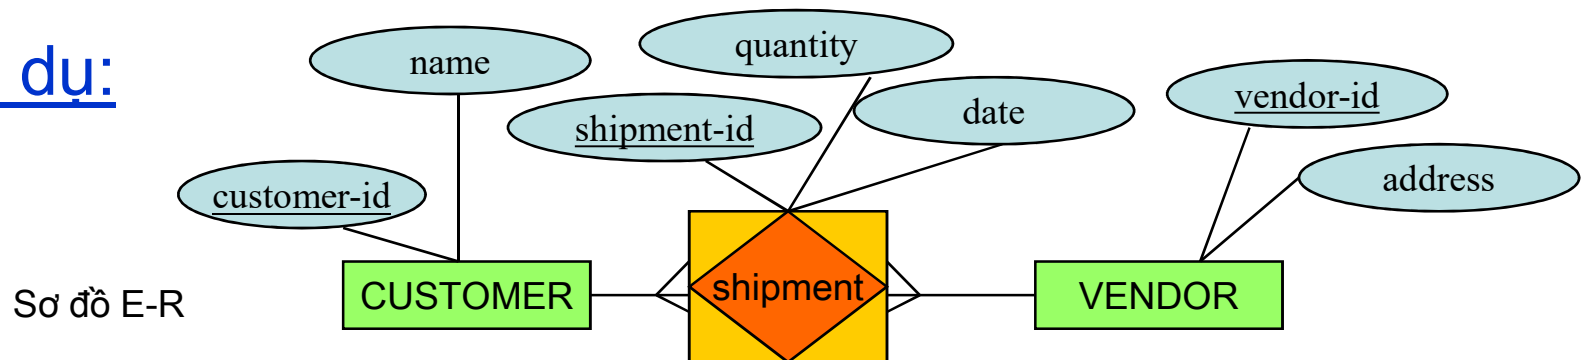 dụ:
name
quantity
shipment-id
date
vendor-id
customer-id
address
Sơ đồ E-R
CUSTOMER
shipment
VENDOR